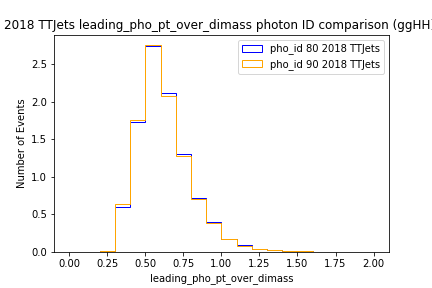 2018 TTJets leading_pho_pt_over_dimass photon ID comparison (ggHH)
pho_id 80 2018 TTJets
pho_id 90 2018 TTJets
Number of Events
2.5
2.0
1.5
1.0
0.5
0.0
0.00 0.25 0.50 0.75 1.00 1.25 1.50 1.75 2.00
leading_pho_pt_over_dimass